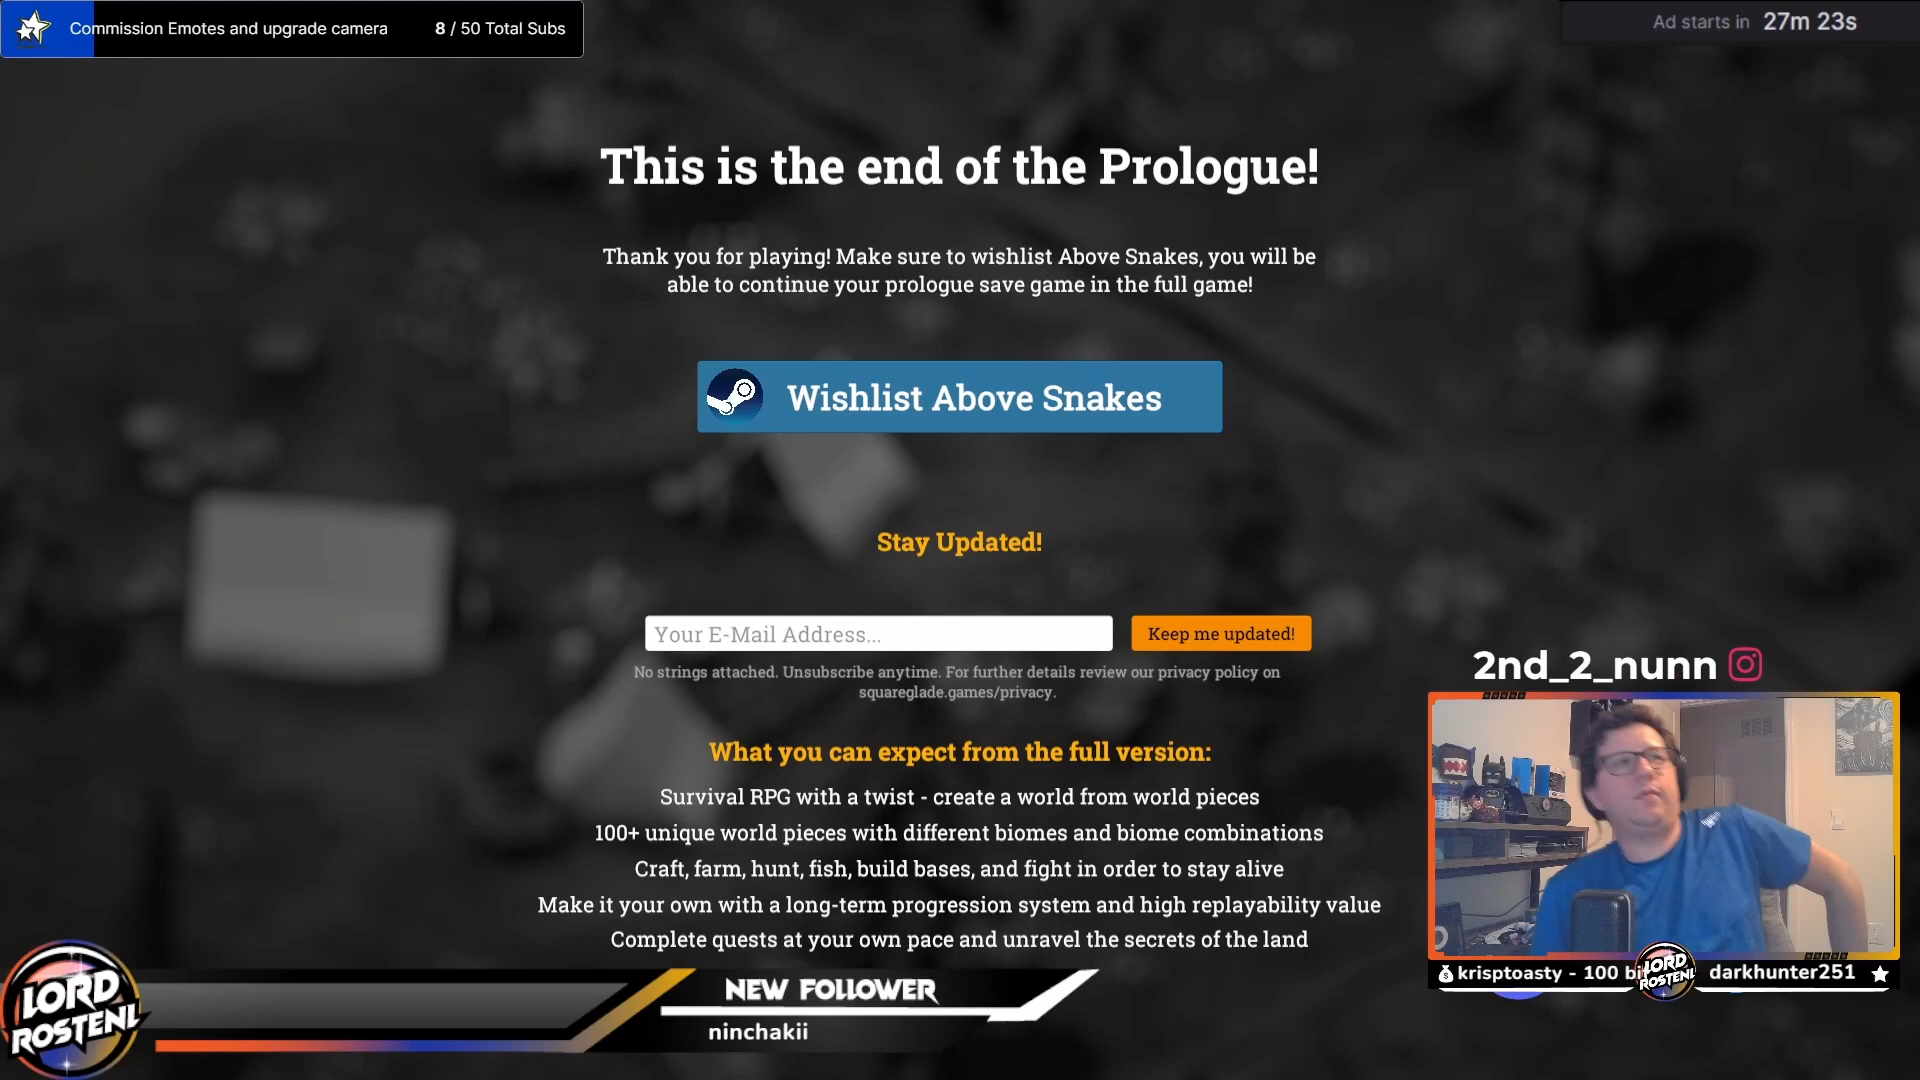 Commission Emotes and upgrade camera 8 / 50 Total Subs
Ad starts in 27m 23s
This is the end of the Prologue!
Thank you for playing! Make sure to wishlist Above Snakes, you will be
able to continue your prologue save game in the full game!
Wishlist Above Snakes
Stay Updated!
Your E-Mail Address...
Keep me updated!
No strings attached. Unsubscribe anytime. For further details review our privacy policy on
squareglade.games/privacy.
What you can expect from the full version:
Survival RPG with a twist - create a world from world pieces
100+ unique world pieces with different biomes and biome combinations
Craft, farm, hunt, fish, build bases, and fight in order to stay alive
Make it your own with a long-term progression system and high replayability value
Complete quests at your own pace and unravel the secrets of the land
2nd_2_nunn
krisptoasty - 100 bi
LORD
ROSTENL
darkhunter251
LORD
ROSTENL
NEW FOLLOWER
ninchakii